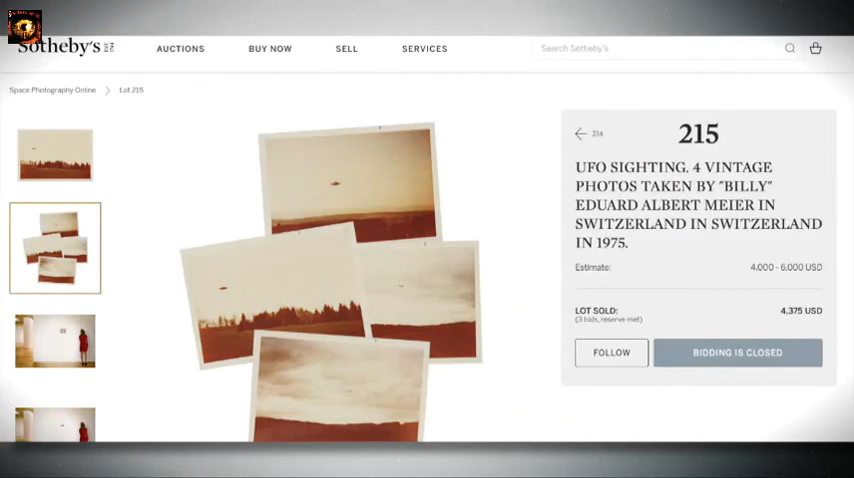 Sotheby's EST. 1744
AUCTIONS BUY NOW SELL SERVICES
Search Sotheby's
Space Photography Online > Lot 215
← 214 215
UFO SIGHTING. 4 VINTAGE
PHOTOS TAKEN BY "BILLY"
EDUARD ALBERT MEIER IN
SWITZERLAND IN SWITZERLAND
IN 1975.
Estimate: 4,000 - 6,000 USD
LOT SOLD: 4,375 USD
(3 bids, reserve met)
FOLLOW BIDDING IS CLOSED